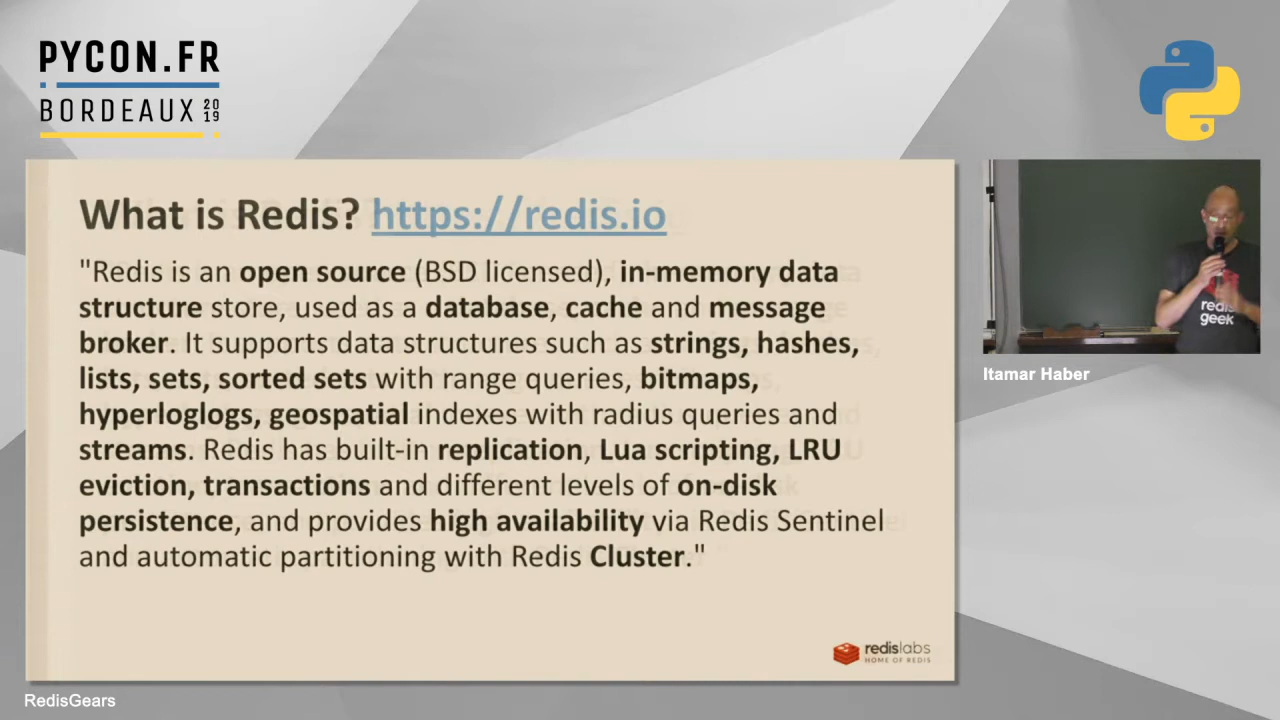 PYCON.FR
BORDEAUX 2019
What is Redis? https://redis.io
"Redis is an open source (BSD licensed), in-memory data
structure store, used as a database, cache and message
broker. It supports data structures such as strings, hashes,
lists, sets, sorted sets with range queries, bitmaps,
hyperloglogs, geospatial indexes with radius queries and
streams. Redis has built-in replication, Lua scripting, LRU
eviction, transactions and different levels of on-disk
persistence, and provides high availability via Redis Sentinel
and automatic partitioning with Redis Cluster."
redislabs
HOME OF REDIS
redis
geek
Itamar Haber
RedisGears